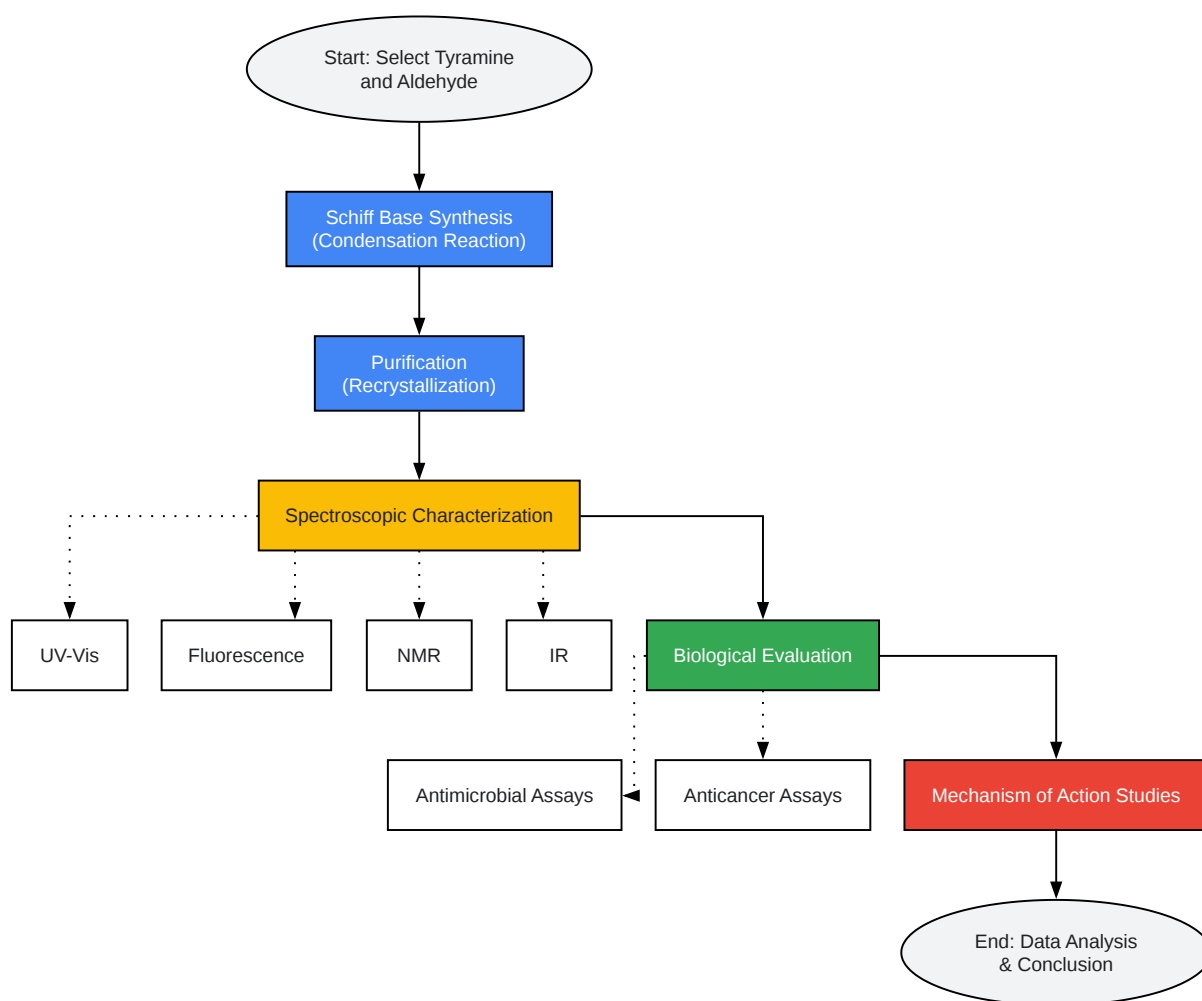 Start: Select Tyramine
and Aldehyde
Schiff Base Synthesis
(Condensation Reaction)
Purification
(Recrystallization)
Spectroscopic Characterization
UV-Vis
Fluorescence
NMR
IR
Biological Evaluation
Antimicrobial Assays
Anticancer Assays
Mechanism of Action Studies
End: Data Analysis
& Conclusion